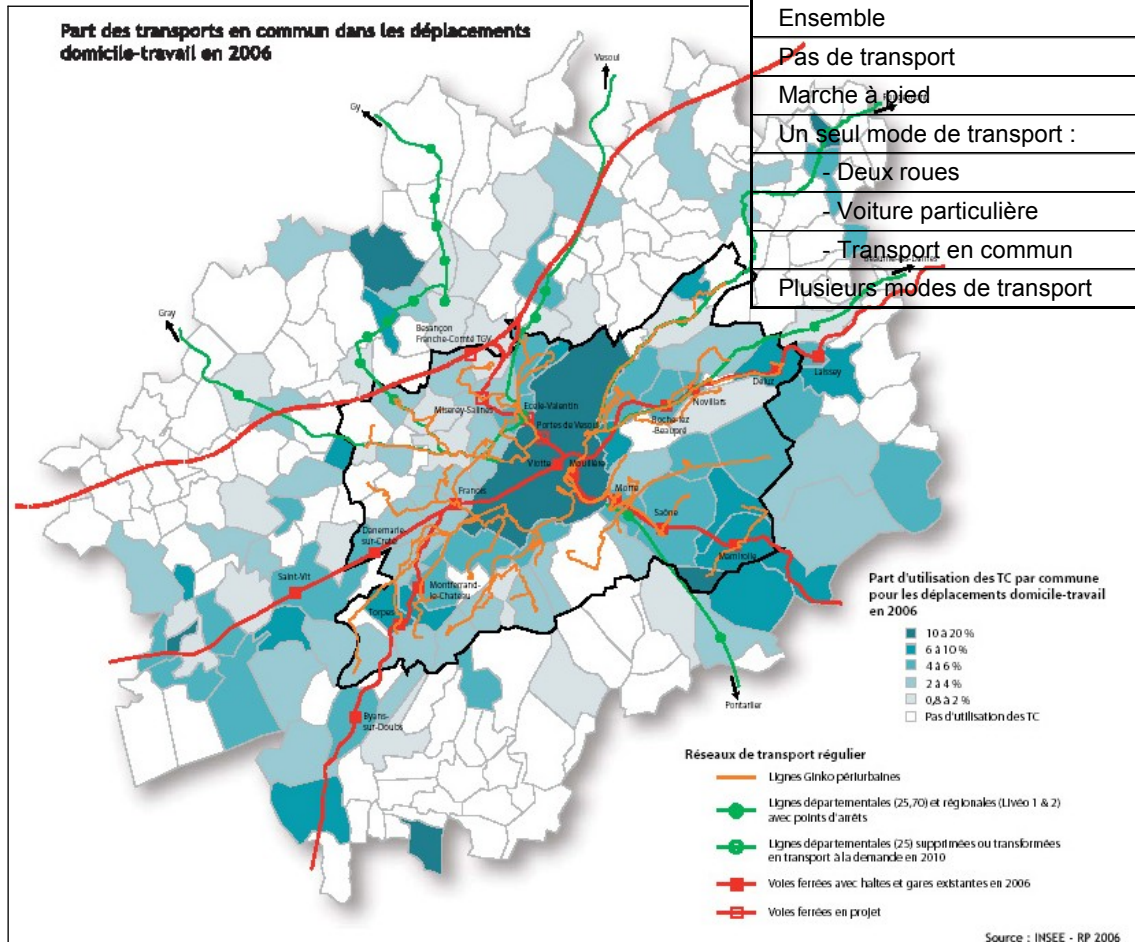 Part des transports en commun dans les déplacements
domicile-travail en 2006
Ensemble
Pas de transport
Marche à pied
Un seul mode de transport :
- Deux roues
- Voiture particulière
- Transport en commun
Plusieurs modes de transport
Vesoul
Gy
Gray
Besançon
Franche-Comté TGV
Miserey-Salines
Ecole-Valentin
Portes de Vesoul
Viotte
Mouillère
Roche-lez
-Beaupré
Novillars
Deluz
Laissey
Morre
Saône
Mamirolle
François
Danemarie
-sur-Crete
Saint-Vit
Montferrand-
le-Chateau
Torpes
Byans-
sur-Doubs
Pontarlier
Part d'utilisation des TC par commune
pour les déplacements domicile-travail
en 2006
10 à 20 %
6 à 10 %
4 à 6 %
2 à 4 %
0,8 à 2 %
Pas d'utilisation des TC
Réseaux de transport régulier
Lignes Ginko périurbaines
Lignes départementales (25,70) et régionales (Livéo 1 & 2)
avec points d'arrêts
Lignes départementales (25) supprimées ou transformées
en transport à la demande en 2010
Voies ferrées avec haltes et gares existantes en 2006
Voies ferrées en projet
Source : INSEE - RP 2006